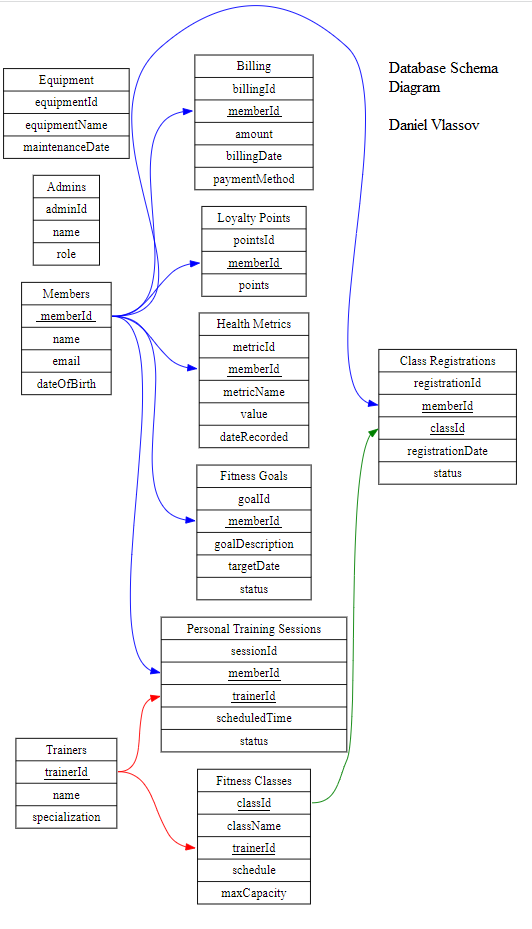 Database Schema
Diagram
Daniel Vlassov
Equipment
equipmentId
equipmentName
maintenanceDate
Admins
adminId
name
role
Members
memberId
name
email
dateOfBirth
Billing
billingId
memberId
amount
billingDate
paymentMethod
Loyalty Points
pointsId
memberId
points
Health Metrics
metricId
memberId
metricName
value
dateRecorded
Fitness Goals
goalId
memberId
goalDescription
targetDate
status
Class Registrations
registrationId
memberId
classId
registrationDate
status
Personal Training Sessions
sessionId
memberId
trainerId
scheduledTime
status
Trainers
trainerId
name
specialization
Fitness Classes
classId
className
trainerId
schedule
maxCapacity